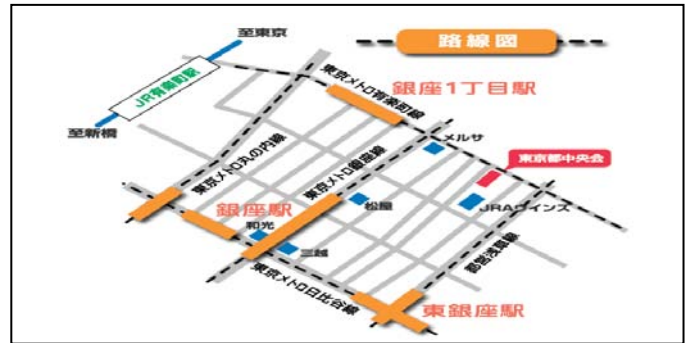 至東京
路線図
JR有楽町駅
東京メトロ有楽町線
銀座1丁目駅
至新橋
メルサ
東京都中央会
東京メトロ丸の内線
東京メトロ銀座線
銀座駅
松屋
JRAウインズ
和光
三越
都営浅草線
東京メトロ日比谷線
東銀座駅